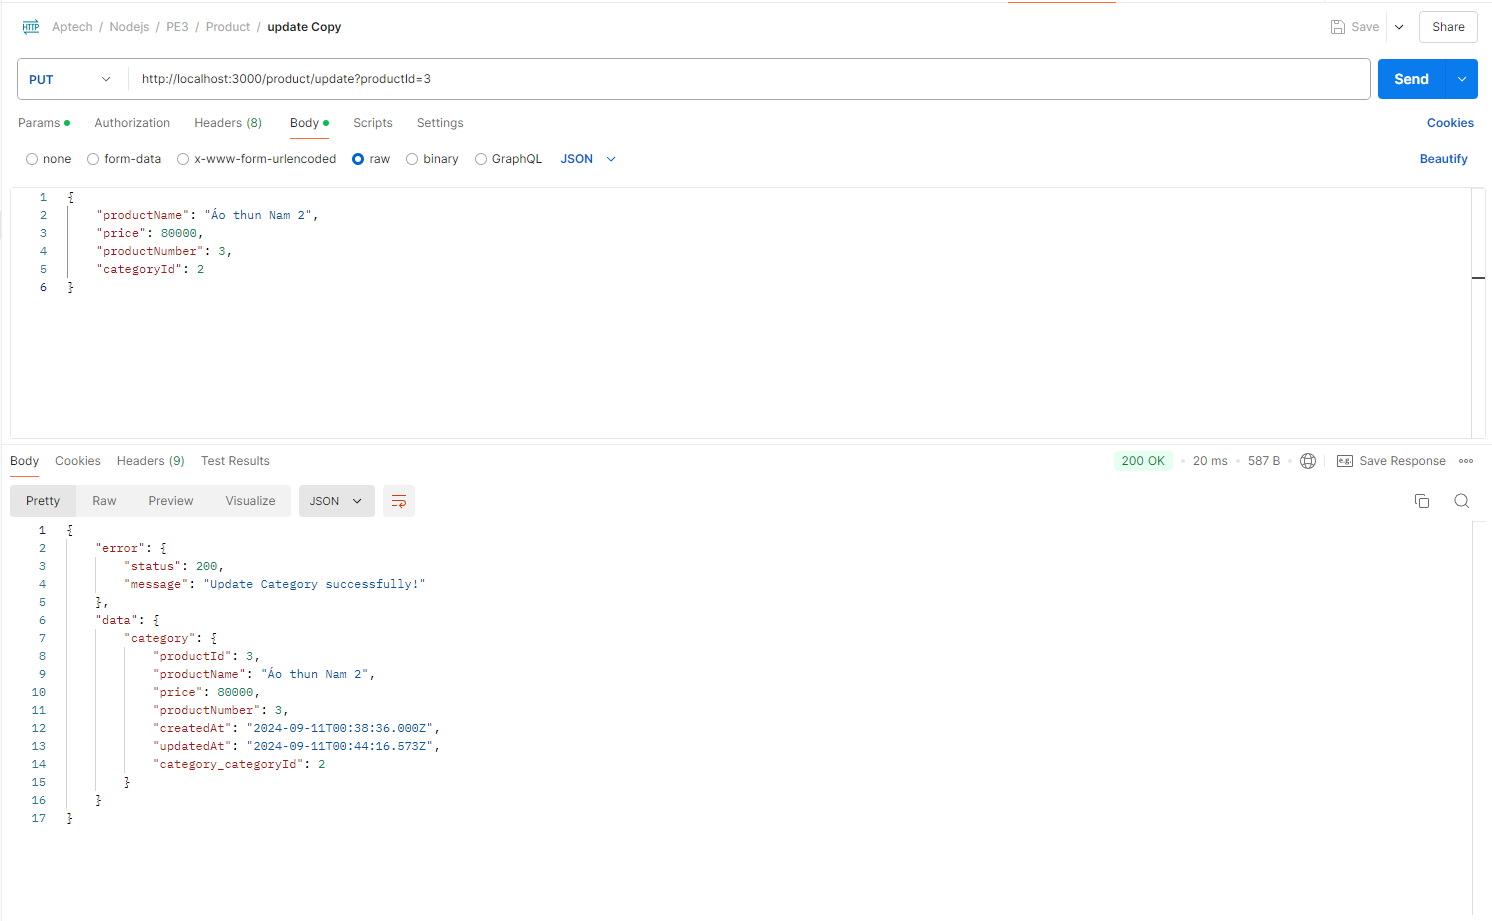 HTTP Aptech / Nodejs / PE3 / Product / update Copy Save Share
PUT http://localhost:3000/product/update?productId=3 Send
Params Authorization Headers (8) Body Scripts Settings Cookies
none form-data x-www-form-urlencoded raw binary GraphQL JSON Beautify
1 {
2 "productName": "Áo thun Nam 2",
3 "price": 80000,
4 "productNumber": 3,
5 "categoryId": 2
6 }
Body Cookies Headers (9) Test Results 200 OK 20 ms 587 B e.g. Save Response
Pretty Raw Preview Visualize JSON
1 {
2 "error": {
3 "status": 200,
4 "message": "Update Category successfully!"
5 },
6 "data": {
7 "category": {
8 "productId": 3,
9 "productName": "Áo thun Nam 2",
10 "price": 80000,
11 "productNumber": 3,
12 "createdAt": "2024-09-11T00:38:36.000Z",
13 "updatedAt": "2024-09-11T00:44:16.573Z",
14 "category_categoryId": 2
15 }
16 }
17 }